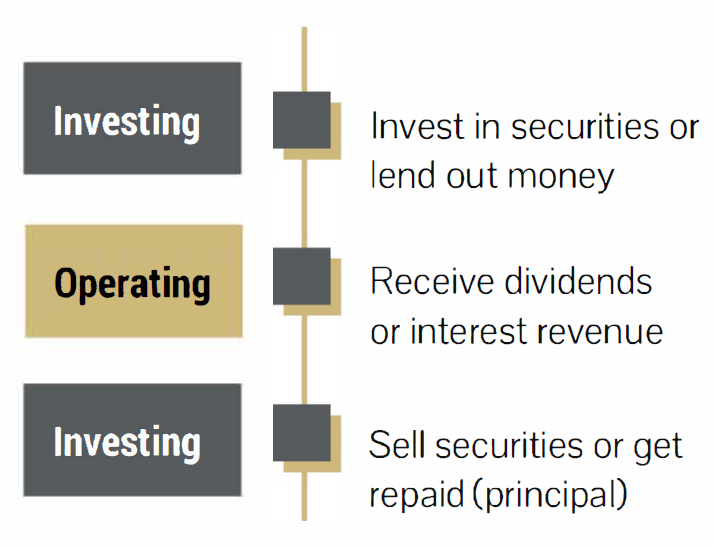 Investing
Invest in securities or
lend out money
Operating
Receive dividends
or interest revenue
Investing
Sell securities or get
repaid (principal)